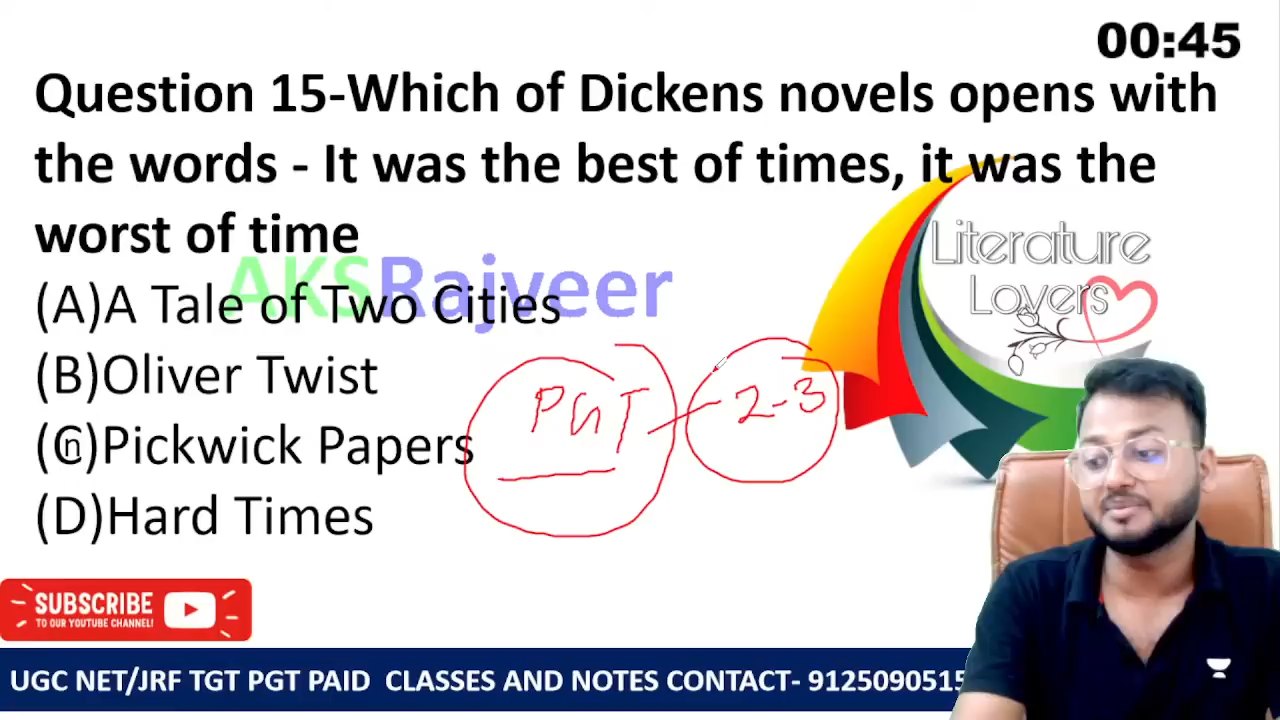 00:45
Question 15-Which of Dickens novels opens with
the words - It was the best of times, it was the
worst of time
AKSRajveer
Literature
Lovers
(A)A Tale of Two Cities
(B)Oliver Twist
PGT - 2-3
(C)Pickwick Papers
(D)Hard Times
SUBSCRIBE
TO OUR YOUTUBE CHANNEL!
UGC NET/JRF TGT PGT PAID CLASSES AND NOTES CONTACT- 9125090515